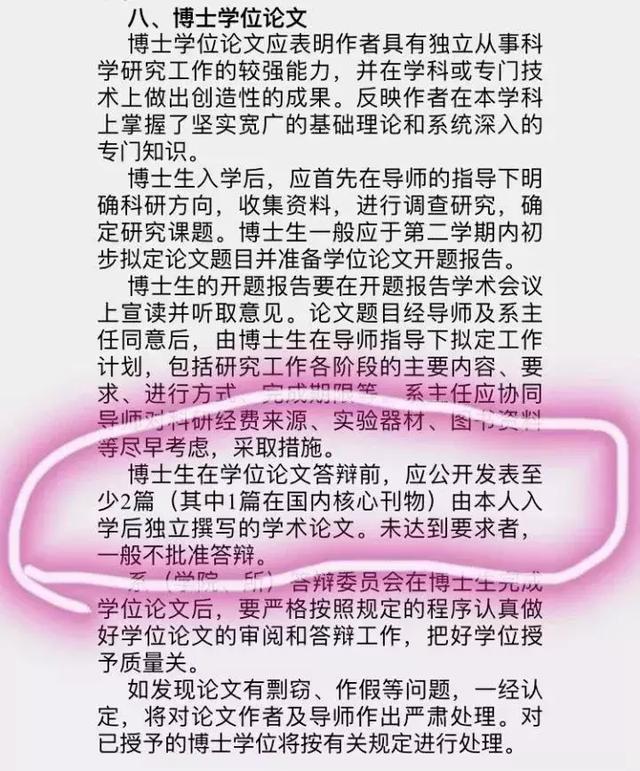 八、博士学位论文
博士学位论文应表明作者具有独立从事科
学研究工作的较强能力，并在学科或专门技
术上做出创造性的成果。反映作者在本学科
上掌握了坚实宽广的基础理论和系统深入的
专门知识。
博士生入学后，应首先在导师的指导下明
确科研方向，收集资料，进行调查研究，确
定研究课题。博士生一般应于第二学期内初
步拟定论文题目并准备学位论文开题报告。
博士生的开题报告要在开题报告学术会议
上宣读并听取意见。论文题目经导师及系主
任同意后，由博士生在导师指导下拟定工作
计划，包括研究工作各阶段的主要内容、要
求、进行方式、完成期限等。系主任应协同
导师对科研经费来源、实验器材、图书资料
等尽早考虑，采取措施。
博士生在学位论文答辩前，应公开发表至
少2篇（其中1篇在国内核心刊物）由本人入
学后独立撰写的学术论文。未达到要求者，
一般不批准答辩。
系（学院、所）答辩委员会在博士生完成
学位论文后，要严格按照规定的程序认真做
好学位论文的审阅和答辩工作，把好学位授
予质量关。
如发现论文有剽窃、作假等问题，一经认
定，将对论文作者及导师作出严肃处理。对
已授予的博士学位将按有关规定进行处理。